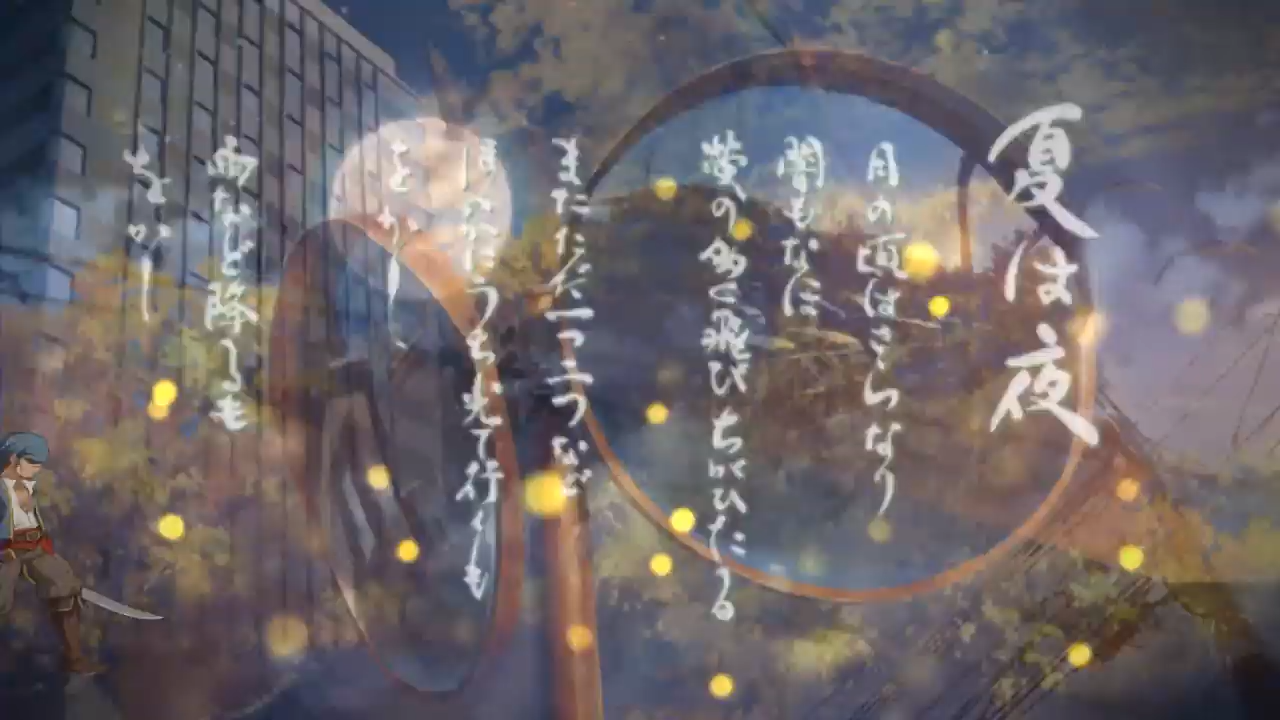 夏は夜
月の頃はさらなり
闇もなほ
蛍の多く飛びちがひたる
まただ一つ二つなど
ほのかにうち光て行くも
をかし、
雨など降るも
をかし